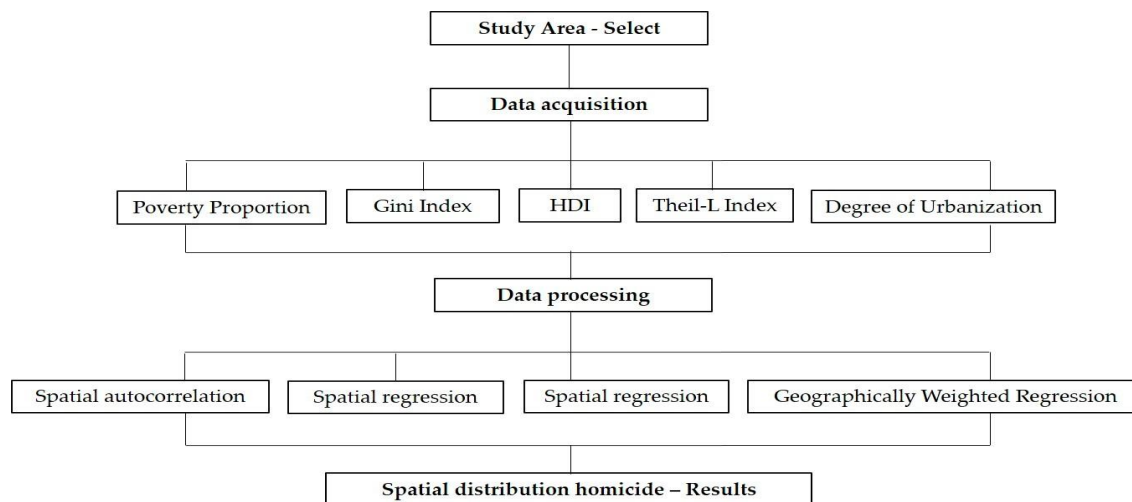 Study Area - Select
Data acquisition
Poverty Proportion
Gini Index
HDI
Theil-L Index
Degree of Urbanization
Data processing
Spatial autocorrelation
Spatial regression
Spatial regression
Geographically Weighted Regression
Spatial distribution homicide – Results